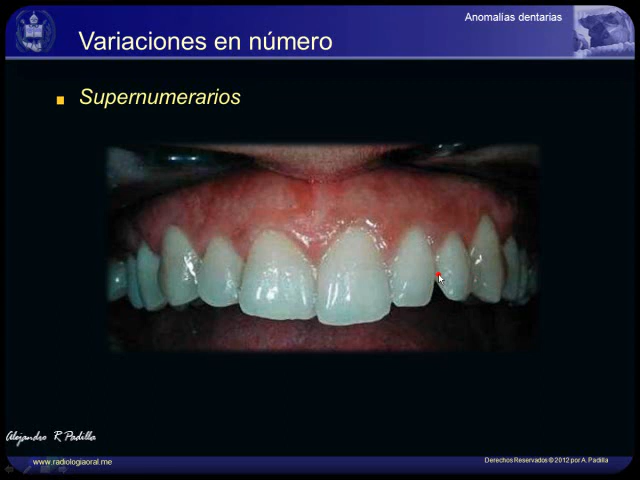 Anomalías dentarias
Variaciones en número
Supernumerarios
Alejandro R Padilla
www.radiologiaoral.me
Derechos Reservados © 2012 por A. Padilla